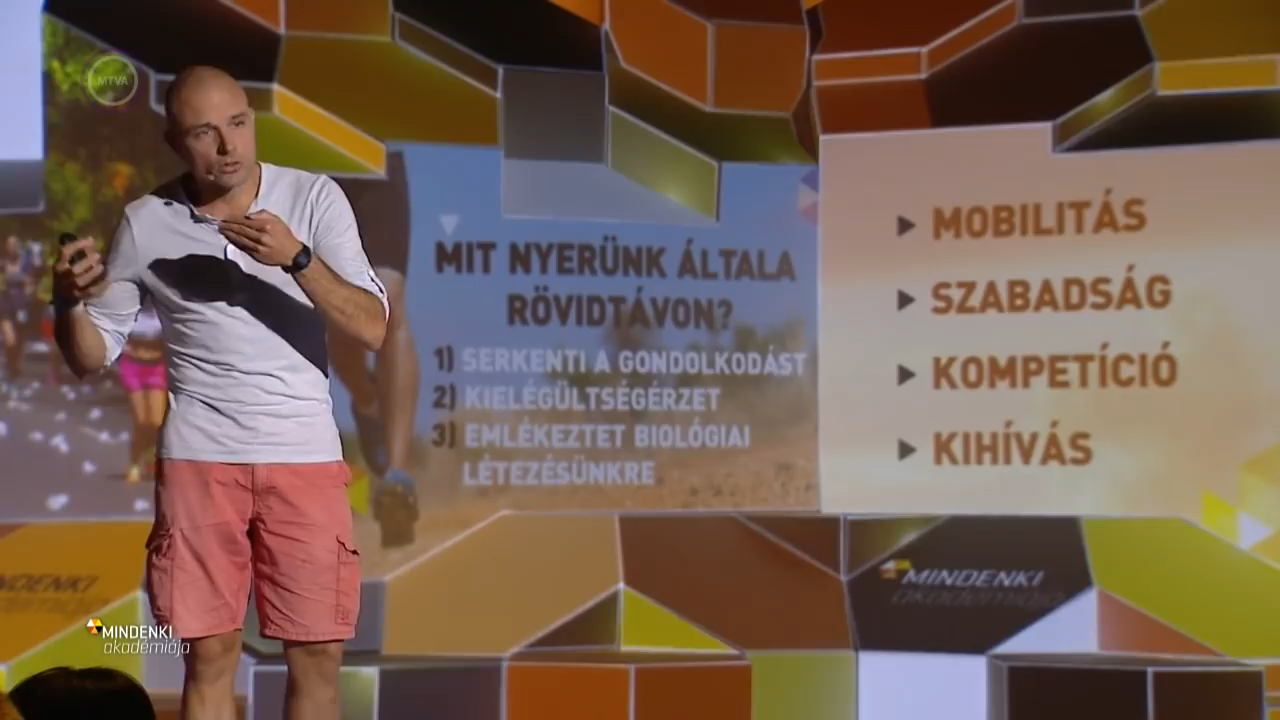 MTVA
MIT NYERÜNK ÁLTALA
RÖVIDTÁVON?
1) SERKENTI A GONDOLKODÁST
2) KIELÉGÜLTSÉGÉRZET
3) EMLÉKEZTET BIOLÓGIAI
LÉTEZÉSÜNKRE
MOBILITÁS
SZABADSÁG
KOMPETÍCIÓ
KIHÍVÁS
MINDENKI
akadémiája
MINDENKI
akadémiája